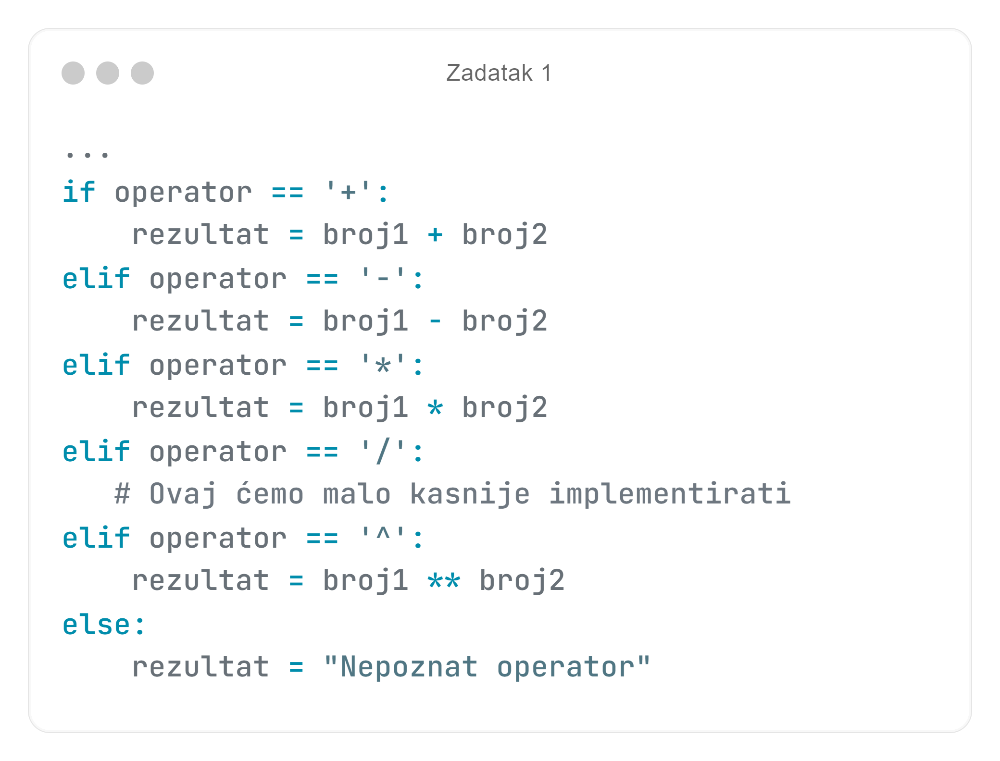 Zadatak 1
...
if operator == '+':
    rezultat = broj1 + broj2
elif operator == '-':
    rezultat = broj1 - broj2
elif operator == '*':
    rezultat = broj1 * broj2
elif operator == '/':
   # Ovaj ćemo malo kasnije implementirati
elif operator == '^':
    rezultat = broj1 ** broj2
else:
    rezultat = "Nepoznat operator"